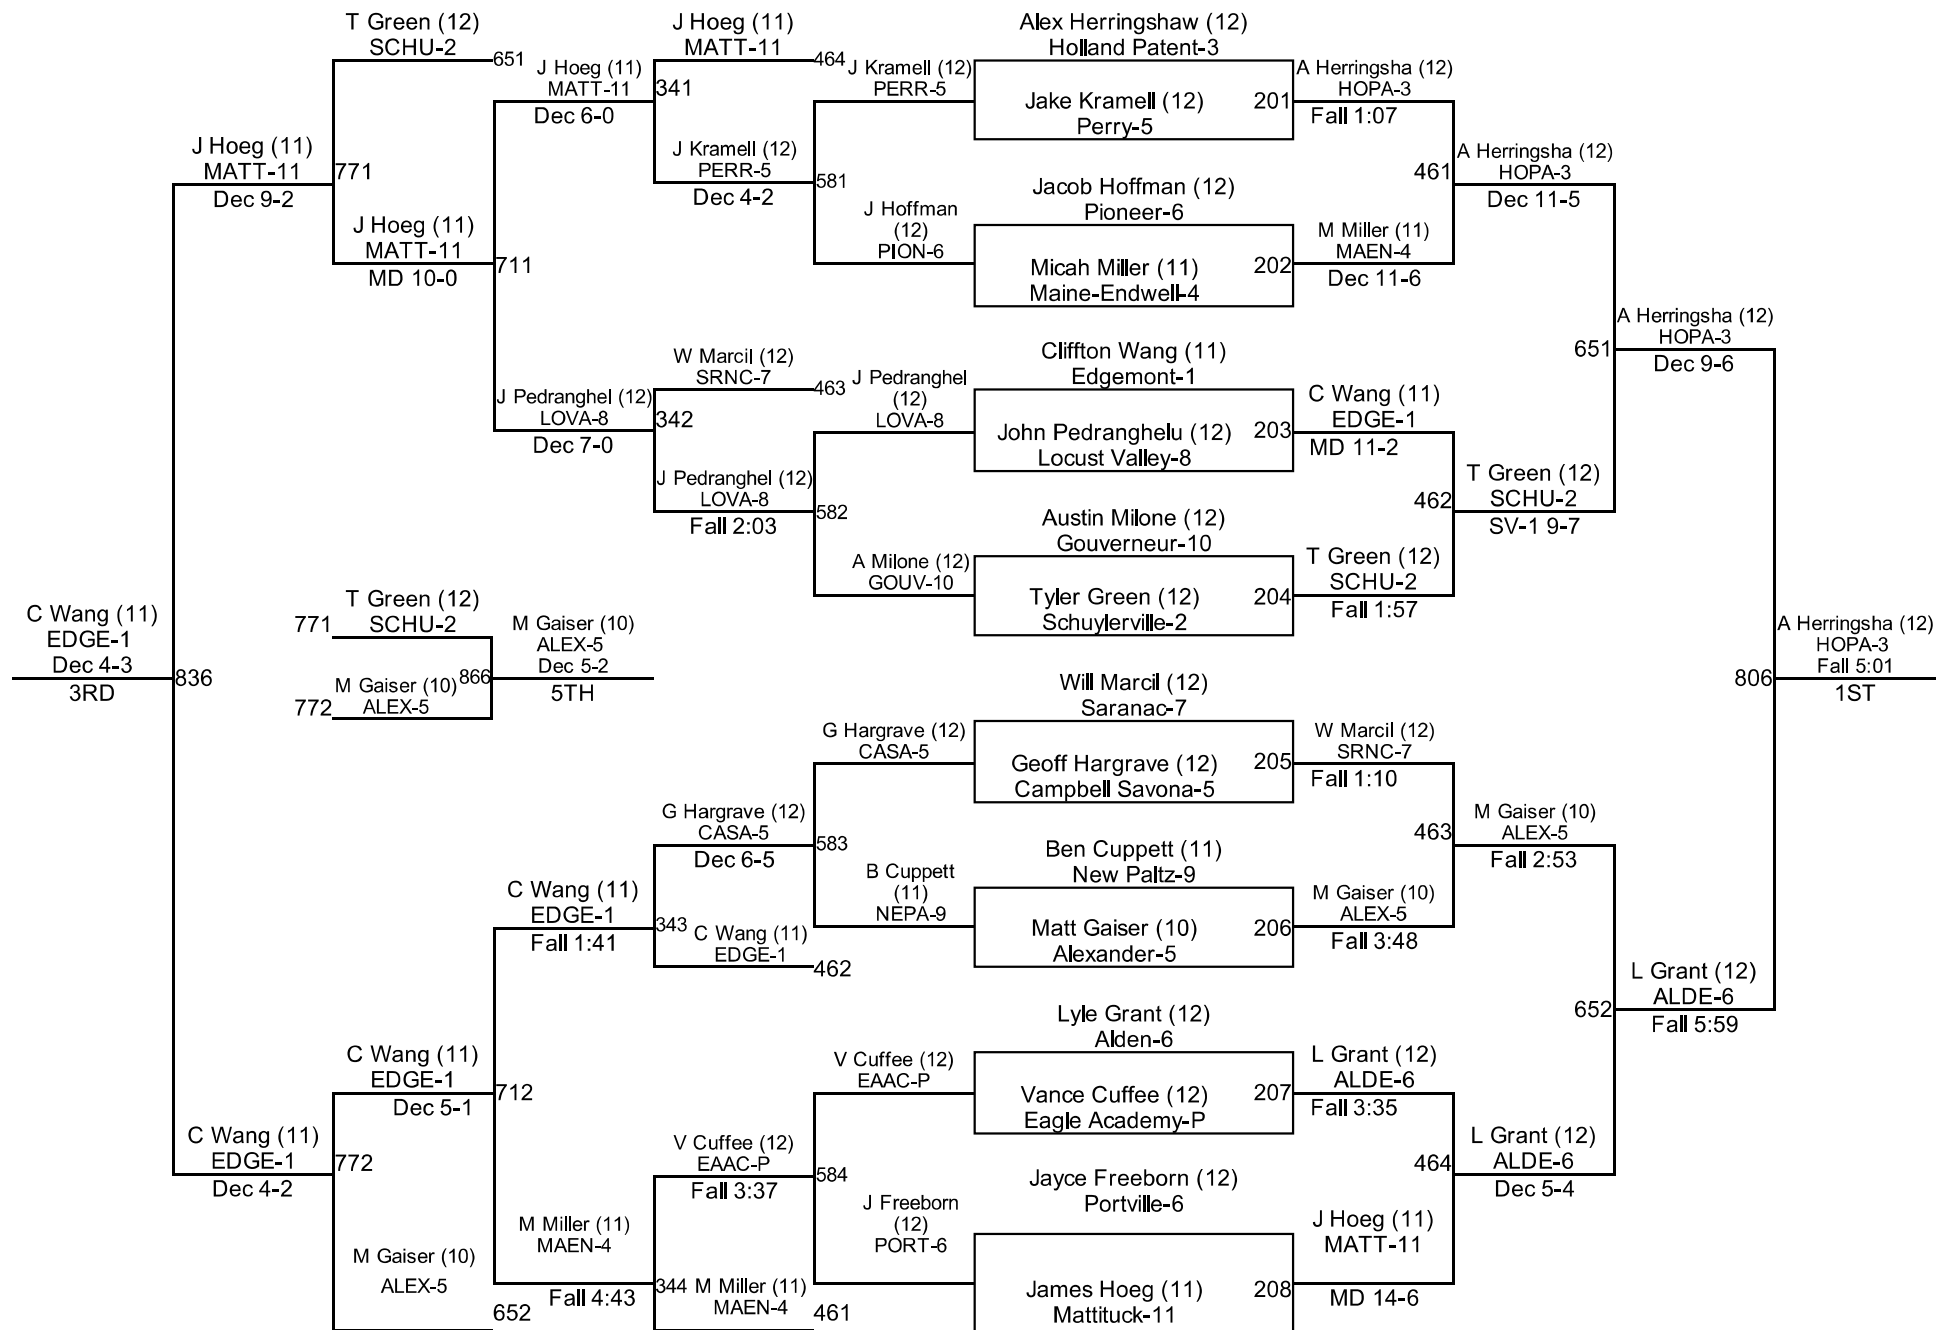 T Green (12)
SCHU-2
651
J Hoeg (11)
MATT-11
Dec 9-2
771
J Hoeg (11)
MATT-11
MD 10-0
711
J Hoeg (11)
MATT-11
Dec 6-0
341
J Hoeg (11)
MATT-11
464
J Kramell (12)
PERR-5
Dec 4-2
581
J Kramell (12)
PERR-5
J Hoffman
(12)
PION-6
J Pedranghel (12)
LOVA-8
Dec 7-0
342
W Marcil (12)
SRNC-7
463
J Pedranghel (12)
LOVA-8
Fall 2:03
582
J Pedranghel
(12)
LOVA-8
A Milone (12)
GOUV-10
C Wang (11)
EDGE-1
Dec 4-3
3RD
836
771
T Green (12)
SCHU-2
772
M Gaiser (10)
ALEX-5
866
M Gaiser (10)
ALEX-5
Dec 5-2
5TH
G Hargrave (12)
CASA-5
G Hargrave (12)
CASA-5
Dec 6-5
583
B Cuppett
(11)
NEPA-9
C Wang (11)
EDGE-1
Fall 1:41
343
C Wang (11)
EDGE-1
462
C Wang (11)
EDGE-1
Dec 5-1
712
C Wang (11)
EDGE-1
Dec 4-2
772
M Gaiser (10)
ALEX-5
652
M Miller (11)
MAEN-4
Fall 4:43
344
V Cuffee (12)
EAAC-P
Fall 3:37
584
V Cuffee (12)
EAAC-P
J Freeborn
(12)
PORT-6
M Miller (11)
MAEN-4
461
Alex Herringshaw (12)
Holland Patent-3
Jake Kramell (12)
Perry-5
201
Jacob Hoffman (12)
Pioneer-6
Micah Miller (11)
Maine-Endwell-4
202
Cliffton Wang (11)
Edgemont-1
John Pedranghelu (12)
Locust Valley-8
203
Austin Milone (12)
Gouverneur-10
Tyler Green (12)
Schuylerville-2
204
Will Marcil (12)
Saranac-7
Geoff Hargrave (12)
Campbell Savona-5
205
Ben Cuppett (11)
New Paltz-9
Matt Gaiser (10)
Alexander-5
206
Lyle Grant (12)
Alden-6
Vance Cuffee (12)
Eagle Academy-P
207
Jayce Freeborn (12)
Portville-6
James Hoeg (11)
Mattituck-11
208
A Herringsha (12)
HOPA-3
Fall 1:07
461
M Miller (11)
MAEN-4
Dec 11-6
A Herringsha (12)
HOPA-3
Dec 11-5
651
C Wang (11)
EDGE-1
MD 11-2
462
T Green (12)
SCHU-2
Fall 1:57
T Green (12)
SCHU-2
SV-1 9-7
A Herringsha (12)
HOPA-3
Dec 9-6
806
A Herringsha (12)
HOPA-3
Fall 5:01
1ST
W Marcil (12)
SRNC-7
Fall 1:10
463
M Gaiser (10)
ALEX-5
Fall 3:48
M Gaiser (10)
ALEX-5
Fall 2:53
652
L Grant (12)
ALDE-6
Fall 5:59
L Grant (12)
ALDE-6
Fall 3:35
464
L Grant (12)
ALDE-6
Dec 5-4
J Hoeg (11)
MATT-11
MD 14-6